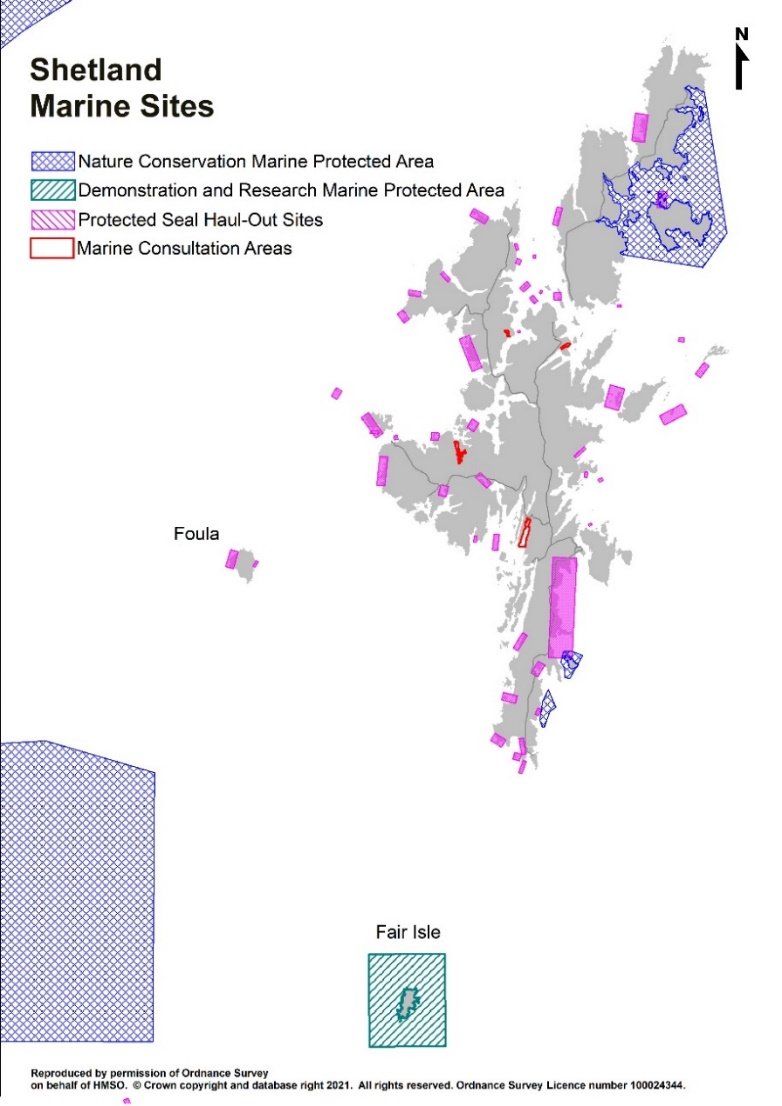 N
Shetland
Marine Sites
Nature Conservation Marine Protected Area
Demonstration and Research Marine Protected Area
Protected Seal Haul-Out Sites
Marine Consultation Areas
Foula
Fair Isle
Reproduced by permission of Ordnance Survey
on behalf of HMSO. © Crown copyright and database right 2021. All rights reserved. Ordnance Survey Licence number 100024344.